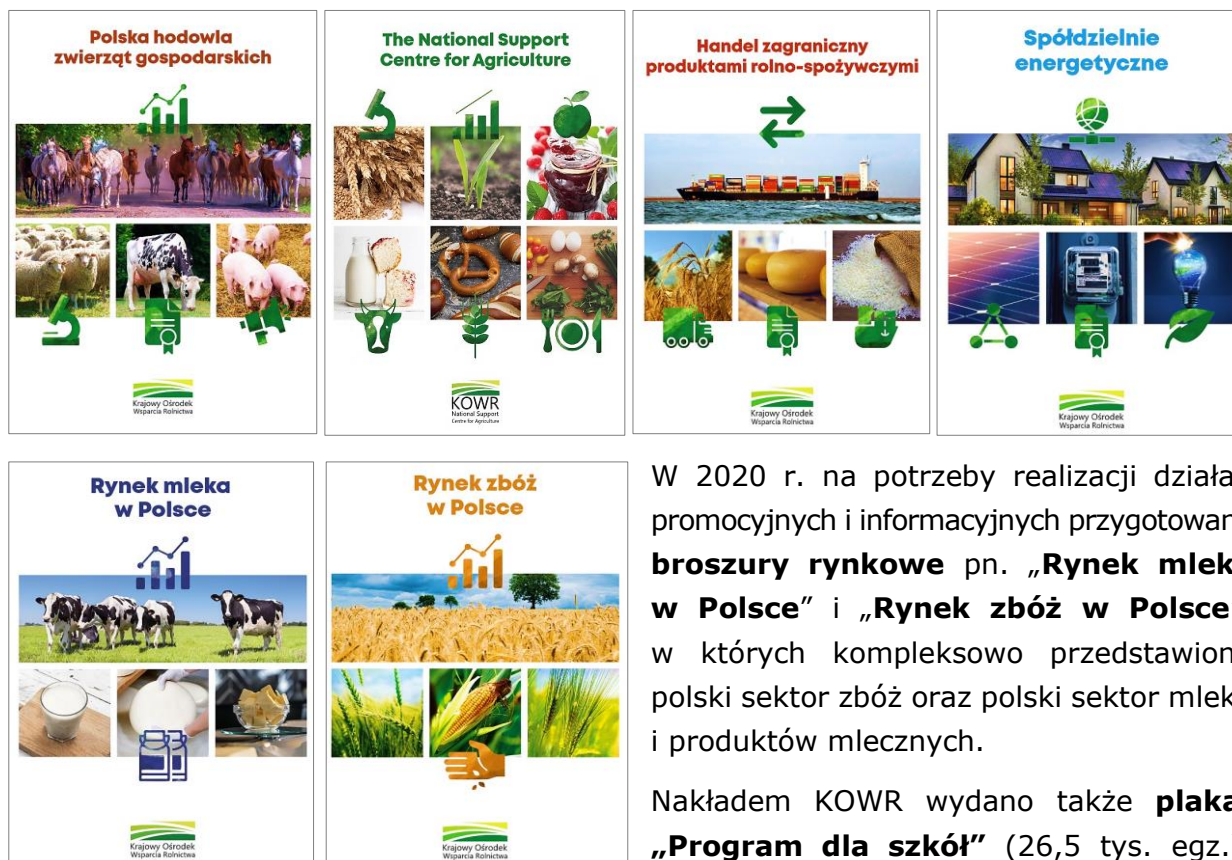 Polska hodowla
zwierząt gospodarskich
Krajowy Ośrodek
Wsparcia Rolnictwa
The National Support
Centre for Agriculture
KOWR
National Support
Centre for Agriculture
Handel zagraniczny
produktami rolno-spożywczymi
Krajowy Ośrodek
Wsparcia Rolnictwa
Spółdzielnie
energetyczne
Krajowy Ośrodek
Wsparcia Rolnictwa
Rynek mleka
w Polsce
Krajowy Ośrodek
Wsparcia Rolnictwa
Rynek zbóż
w Polsce
Krajowy Ośrodek
Wsparcia Rolnictwa
W 2020 r. na potrzeby realizacji działa
promocyjnych i informacyjnych przygotowan
broszury rynkowe pn. „Rynek mlek
w Polsce” i „Rynek zbóż w Polsce
w których kompleksowo przedstawion
polski sektor zbóż oraz polski sektor mlek
i produktów mlecznych.
Nakładem KOWR wydano także plaka
„Program dla szkół” (26,5 tys. egz.